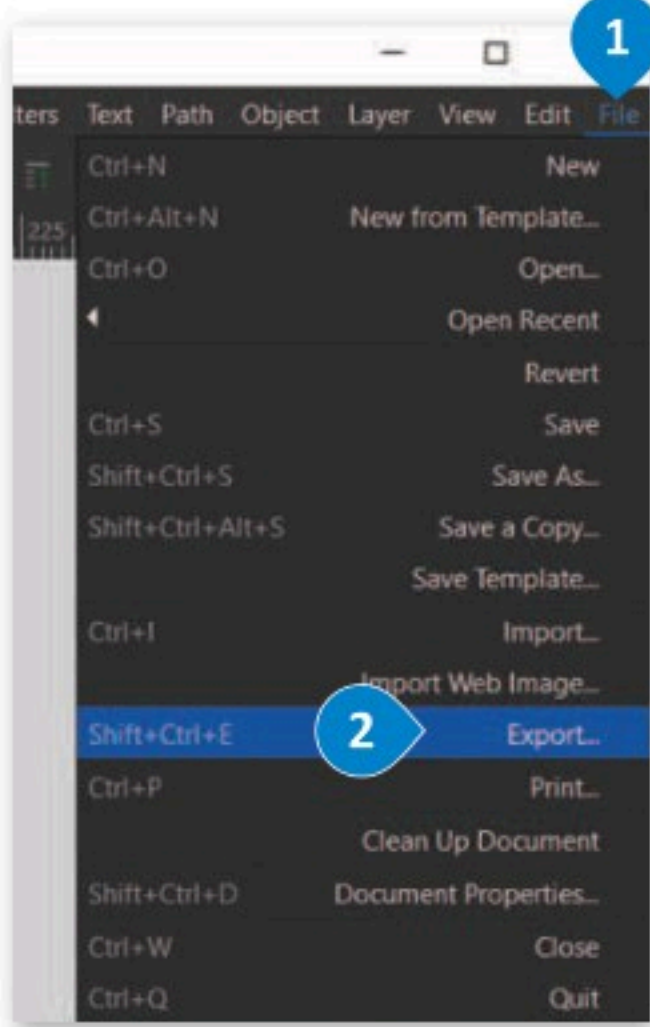 1
ters Text Path Object Layer View Edit File
Ctrl+N New
225 Ctrl+Alt+N New from Template...
Ctrl+O Open...
Open Recent
Revert
Ctrl+S Save
Shift+Ctrl+S Save As...
Shift+Ctrl+Alt+S Save a Copy...
Save Template...
Ctrl+I Import...
Import Web Image...
Shift+Ctrl+E 2 Export...
Ctrl+P Print...
Clean Up Document
Shift+Ctrl+D Document Properties...
Ctrl+W Close
Ctrl+Q Quit